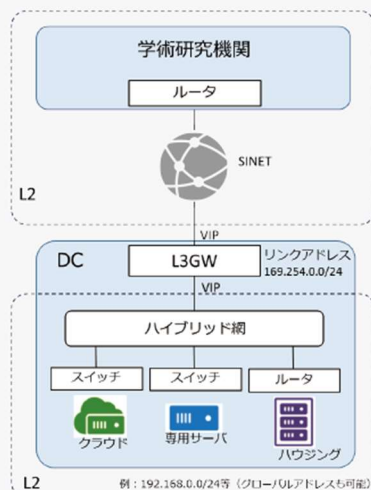 学術研究機関
ルータ
SINET
L2
VIP
DC
L3GW
リンクアドレス
169.254.0.0/24
VIP
ハイブリッド網
スイッチ
スイッチ
ルータ
クラウド
専用サーバ
ハウジング
L2
例：192.168.0.0/24等（グローバルアドレスも可能）